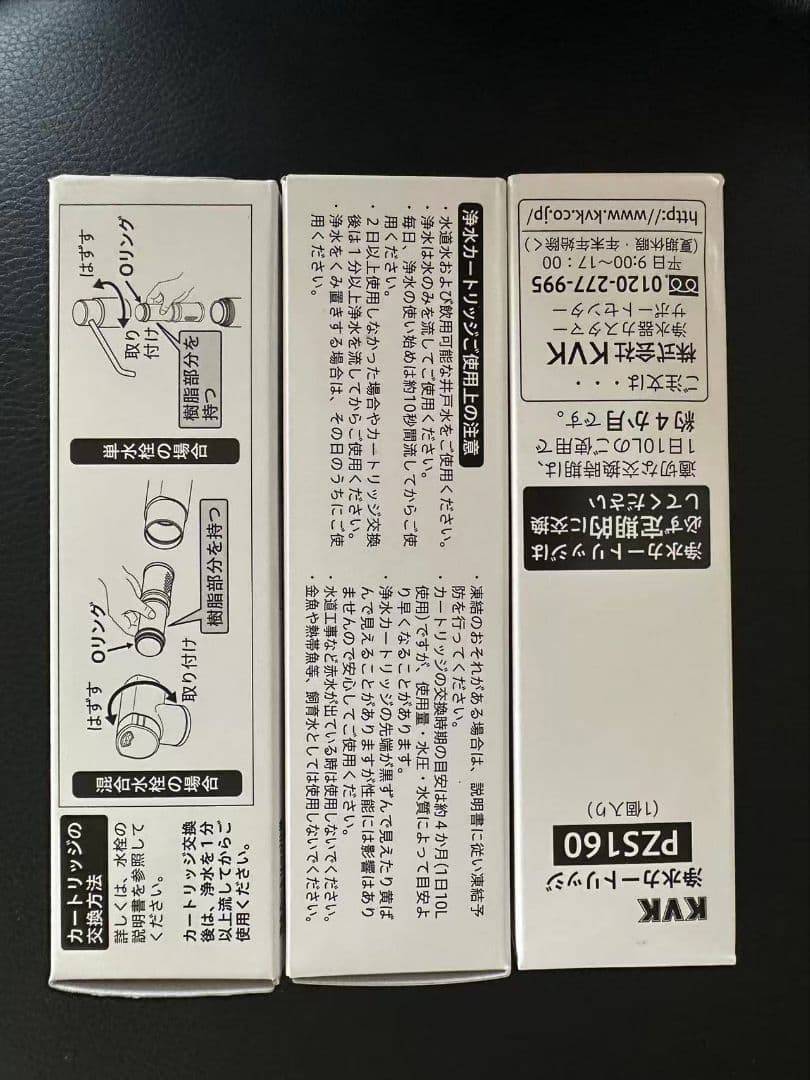 カートリッジの
交換方法
詳しくは、水栓の
説明書を参照して
ください。
カートリッジ交換
後は、浄水を1分
以上流してからご
使用ください。
混合水栓の場合
はずす
取り付け
Oリング
樹脂部分を持つ
単水栓の場合
はずす
Oリング
取り
付け
樹脂部分を
持つ
浄水カートリッジご使用上の注意
・水道水および飲用可能な井戸水をご使用ください。
・浄水は水のみを流してご使用ください。
・毎日、浄水の使い始めは約10秒間流してからご使
用ください。
・2日以上使用しなかった場合やカートリッジ交換
後は1分以上浄水を流してからご使用ください。
・浄水をくみ置きする場合は、その日のうちにご使
用ください。
・凍結のおそれがある場合は、説明書に従い凍結予
防を行ってください。
・カートリッジの交換時期の目安は約4か月(1日10L
使用)ですが、使用量・水圧・水質によって目安よ
り早くなることがあります。
・浄水カートリッジの先端が黒ずんで見えたり黄ば
んで見えることがありますが性能には影響はあり
ませんので安心してご使用ください。
・水道工事など赤水が出ている時は使用しないでください。
・金魚や熱帯魚等、飼育水としては使用しないでください。
KVK
浄水カートリッジ
PZS160
(1個入り)
浄水カートリッジは
必ず定期的に交換
してください
適切な交換時期は、
1日10Lのご使用で
約4か月です。
ご注文は・・・・
株式会社KVK
浄水器カスタマー
サポートセンター
0120-277-995
平日9:00~17:00
(夏期休暇・年末年始除く)
http://www.kvk.co.jp/